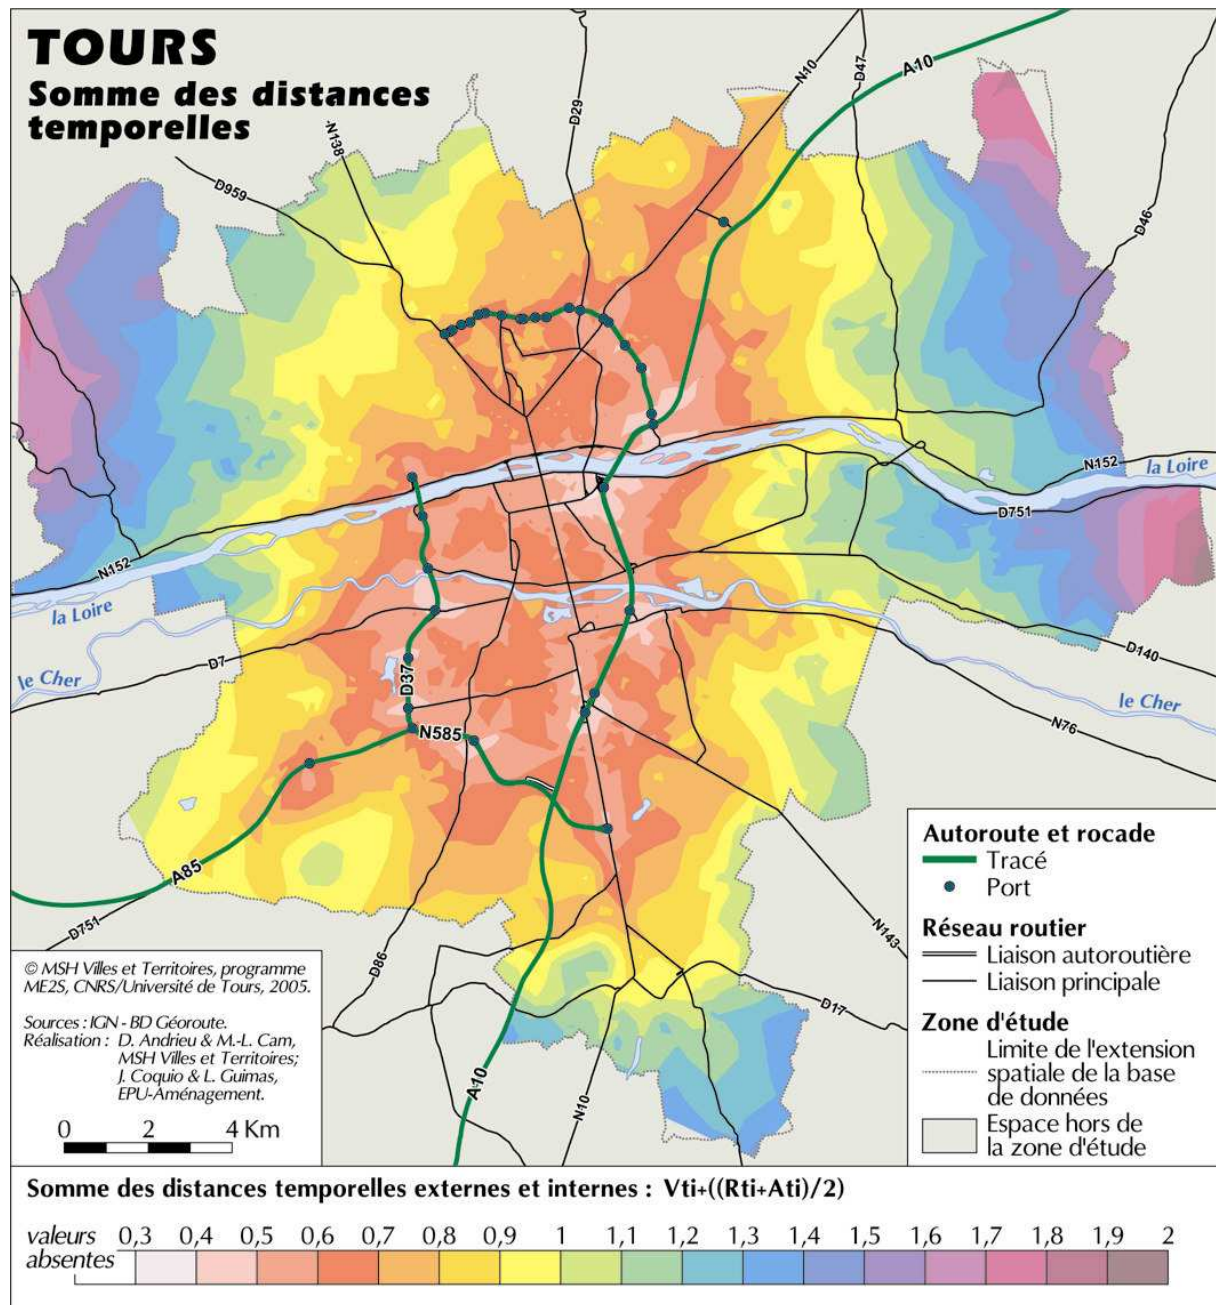 TOURS
Somme des distances
temporelles
N138
D959
D29
N10
D47
A10
D46
N152
la Loire
D751
N152
la Loire
le Cher
D7
D37
N585
D140
le Cher
N76
A85
D751
D86
N143
D17
A10
N10
Autoroute et rocade
Tracé
Port
Réseau routier
Liaison autoroutière
Liaison principale
Zone d'étude
Limite de l'extension
spatiale de la base
de données
Espace hors de
la zone d'étude
© MSH Villes et Territoires, programme
ME2S, CNRS/Université de Tours, 2005.
Sources : IGN - BD Géoroute.
Réalisation : D. Andrieu & M.-L. Cam,
MSH Villes et Territoires;
J. Coquio & L. Guimas,
EPU-Aménagement.
0 2 4 Km
Somme des distances temporelles externes et internes : Vti+((Rti+Ati)/2)
valeurs absentes 0,3 0,4 0,5 0,6 0,7 0,8 0,9 1 1,1 1,2 1,3 1,4 1,5 1,6 1,7 1,8 1,9 2